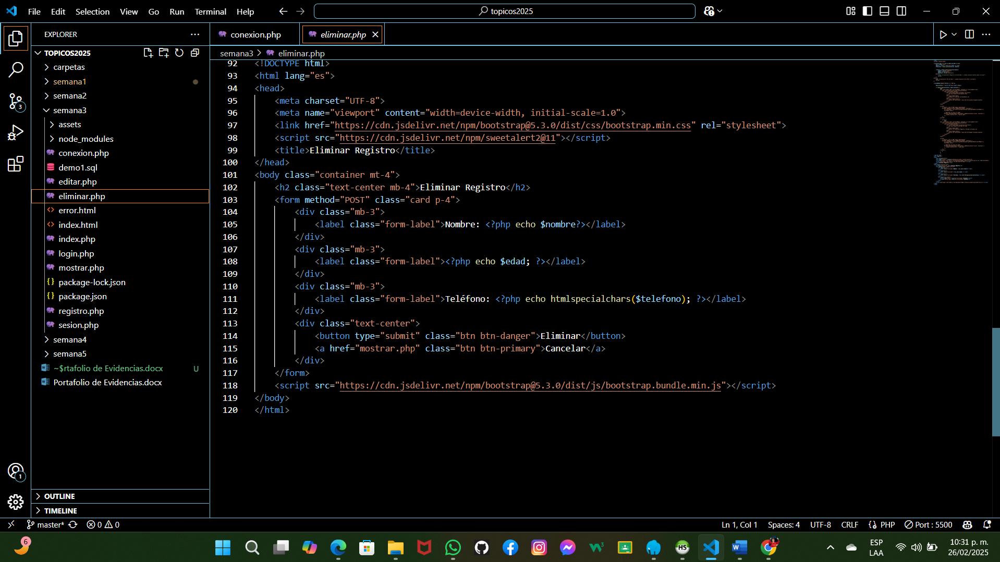 File Edit Selection View Go Run Terminal Help
topicos2025
EXPLORER
conexion.php
eliminar.php
TOPICOS2025
semana3 > eliminar.php
carpetas
semana1
semana2
3
semana3
assets
node_modules
conexion.php
demo1.sql
editar.php
eliminar.php
error.html
index.html
index.php
login.php
mostrar.php
package-lock.json
package.json
registro.php
sesion.php
semana4
semana5
~$rtafolio de Evidencias.docx U
Portafolio de Evidencias.docx
1
OUTLINE
TIMELINE
92 <!DOCTYPE html>
93 <html lang="es">
94 <head>
95 <meta charset="UTF-8">
96 <meta name="viewport" content="width=device-width, initial-scale=1.0">
97 <link href="https://cdn.jsdelivr.net/npm/bootstrap@5.3.0/dist/css/bootstrap.min.css" rel="stylesheet">
98 <script src="https://cdn.jsdelivr.net/npm/sweetalert2@11"></script>
99 <title>Eliminar Registro</title>
100 </head>
101 <body class="container mt-4">
102 <h2 class="text-center mb-4">Eliminar Registro</h2>
103 <form method="POST" class="card p-4">
104 <div class="mb-3">
105 <label class="form-label">Nombre: <?php echo $nombre?></label>
106 </div>
107 <div class="mb-3">
108 <label class="form-label"><?php echo $edad; ?></label>
109 </div>
110 <div class="mb-3">
111 <label class="form-label">Teléfono: <?php echo htmlspecialchars($telefono); ?></label>
112 </div>
113 <div class="text-center">
114 <button type="submit" class="btn btn-danger">Eliminar</button>
115 <a href="mostrar.php" class="btn btn-primary">Cancelar</a>
116 </div>
117 </form>
118 <script src="https://cdn.jsdelivr.net/npm/bootstrap@5.3.0/dist/js/bootstrap.bundle.min.js"></script>
119 </body>
120 </html>
master* 0 0
Ln 1, Col 1 Spaces: 4 UTF-8 CRLF PHP Port : 5500
6
W3
HS
W
ESP
LAA
10:31 p. m.
26/02/2025